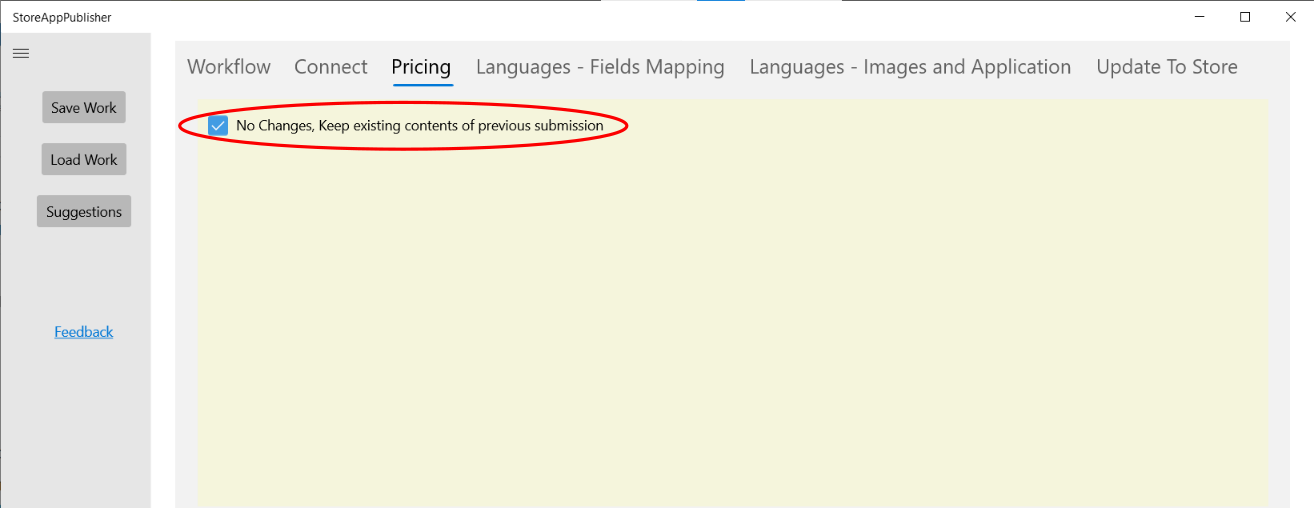 StoreAppPublisher
Workflow Connect Pricing Languages - Fields Mapping Languages - Images and Application Update To Store
Save Work
Load Work
Suggestions
Feedback
No Changes, Keep existing contents of previous submission